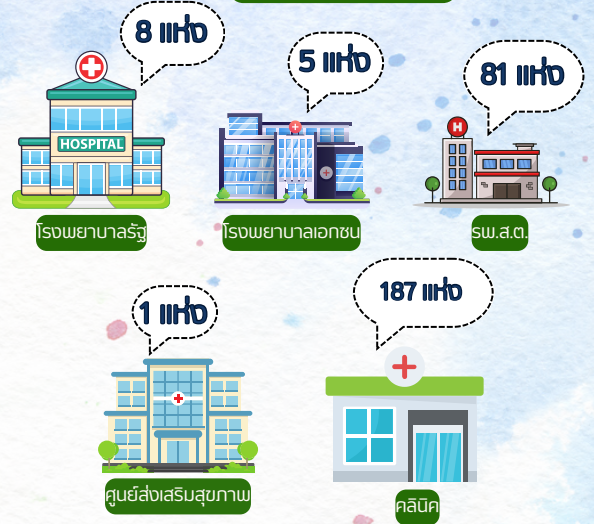 8 แห่ง
5 แห่ง
81 แห่ง
HOSPITAL
H
โรงพยาบาลรัฐ
โรงพยาบาลเอกชน
รพ.ส.ต.
1 แห่ง
187 แห่ง
ศูนย์ส่งเสริมสุขภาพ
คลินิค